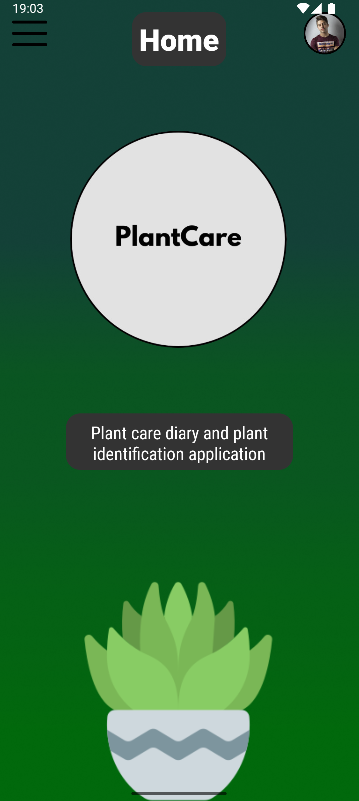 19:03
Home
PlantCare
Plant care diary and plant
identification application